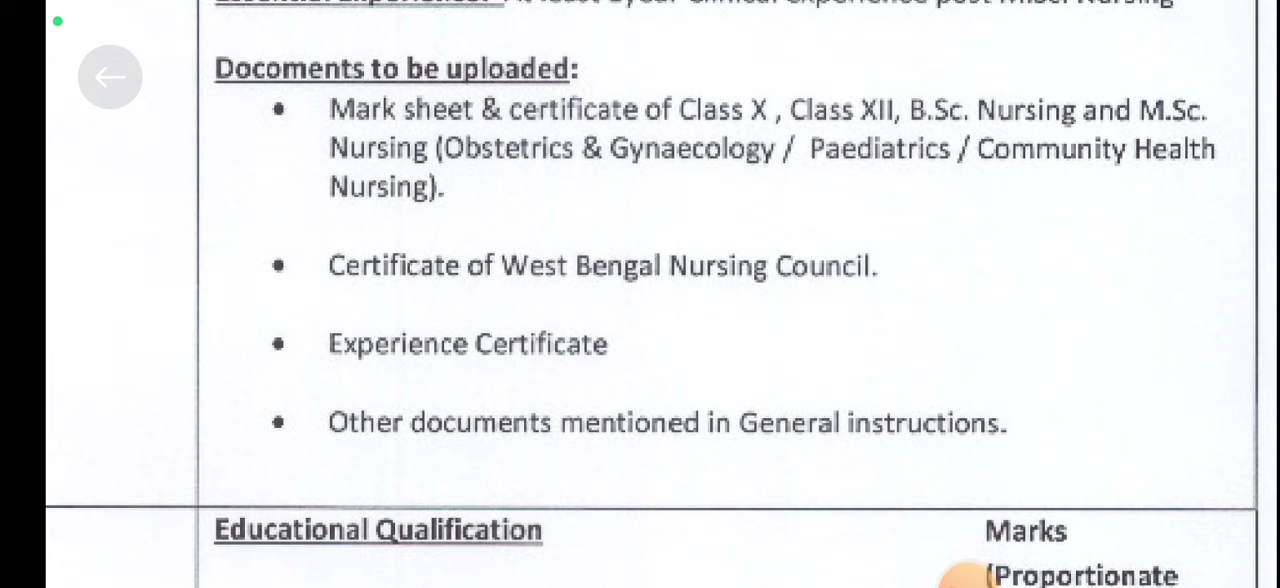 Docoments to be uploaded:
• Mark sheet & certificate of Class X , Class XII, B.Sc. Nursing and M.Sc.
Nursing (Obstetrics & Gynaecology / Paediatrics / Community Health
Nursing).
• Certificate of West Bengal Nursing Council.
• Experience Certificate
• Other documents mentioned in General instructions.
Educational Qualification Marks
(Proportionate